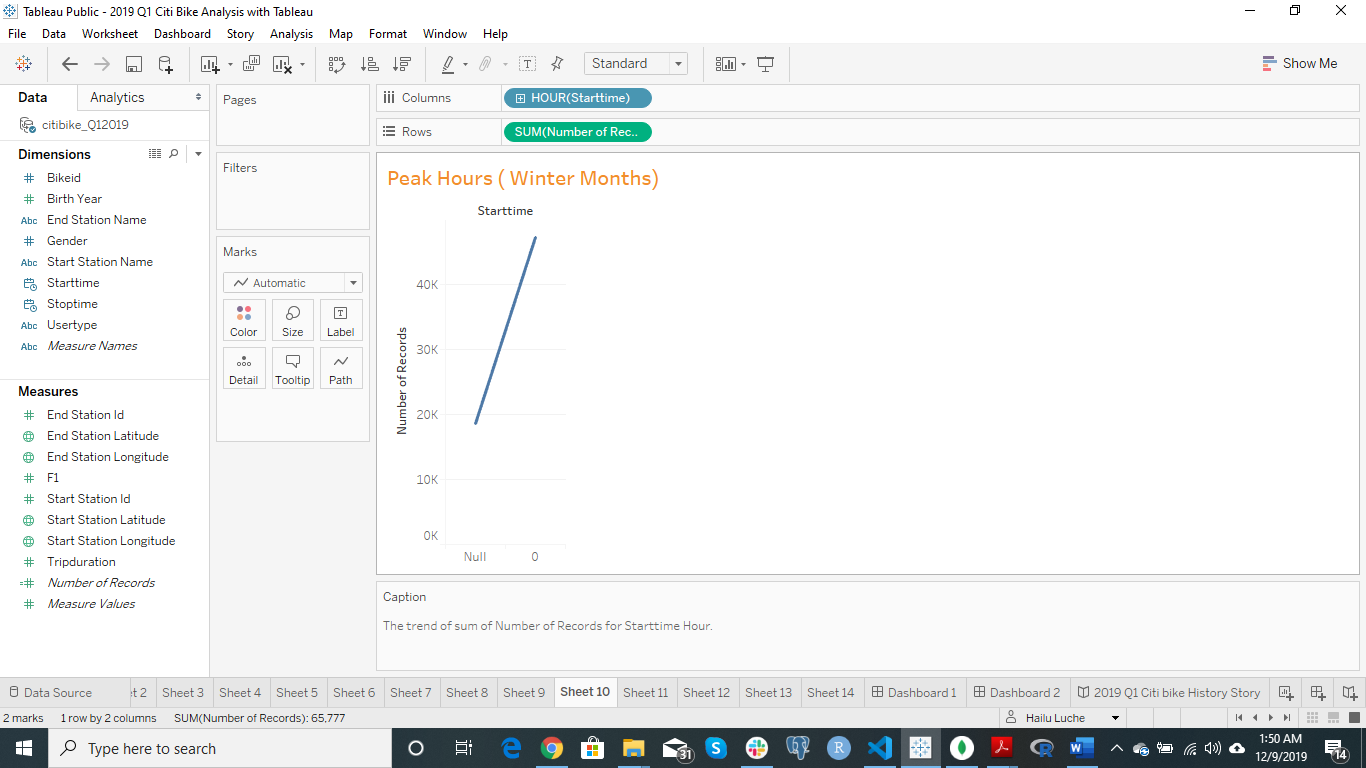 Tableau Public - 2019 Q1 Citi Bike Analysis with Tableau
File Data Worksheet Dashboard Story Analysis Map Format Window Help
Standard
Show Me
Data Analytics
citibike_Q12019
Dimensions
Bikeid
Birth Year
Abc End Station Name
Gender
Abc Start Station Name
Starttime
Stoptime
Abc Usertype
Abc Measure Names
Measures
End Station Id
End Station Latitude
End Station Longitude
F1
Start Station Id
Start Station Latitude
Start Station Longitude
Tripduration
Number of Records
Measure Values
Pages
Filters
Marks
Automatic
Color Size Label
Detail Tooltip Path
Columns HOUR(Starttime)
Rows SUM(Number of Rec..
Peak Hours ( Winter Months)
Starttime
Number of Records
40K
30K
20K
10K
0K
Null 0
Caption
The trend of sum of Number of Records for Starttime Hour.
Data Source t 2 Sheet 3 Sheet 4 Sheet 5 Sheet 6 Sheet 7 Sheet 8 Sheet 9 Sheet 10 Sheet 11 Sheet 12 Sheet 13 Sheet 14 Dashboard 1 Dashboard 2 2019 Q1 Citi bike History Story
2 marks 1 row by 2 columns SUM(Number of Records): 65,777
Hailu Luche
Type here to search
31
1:50 AM
12/9/2019
14